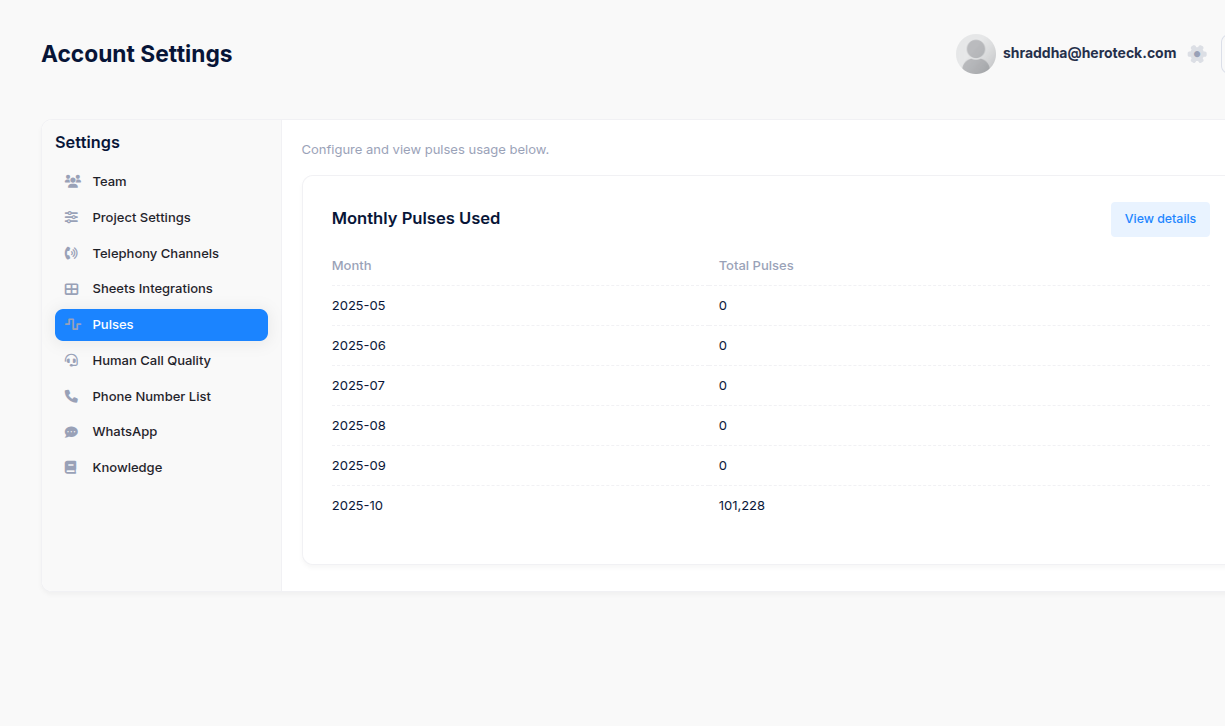 Account Settings
shraddha@heroteck.com
Settings
Team
Project Settings
Telephony Channels
Sheets Integrations
Pulses
Human Call Quality
Phone Number List
WhatsApp
Knowledge
Configure and view pulses usage below.
Monthly Pulses Used
View details
Month Total Pulses
2025-05 0
2025-06 0
2025-07 0
2025-08 0
2025-09 0
2025-10 101,228